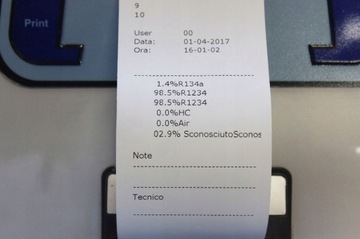 Print
9
10
User 00
Data: 01-04-2017
Ora: 16-01-02
1.4%R134a
98.5%R1234
98.5%R1234
0.0%HC
0.0%Air
02.9% SconosciutoSconos
Note
Tecnico